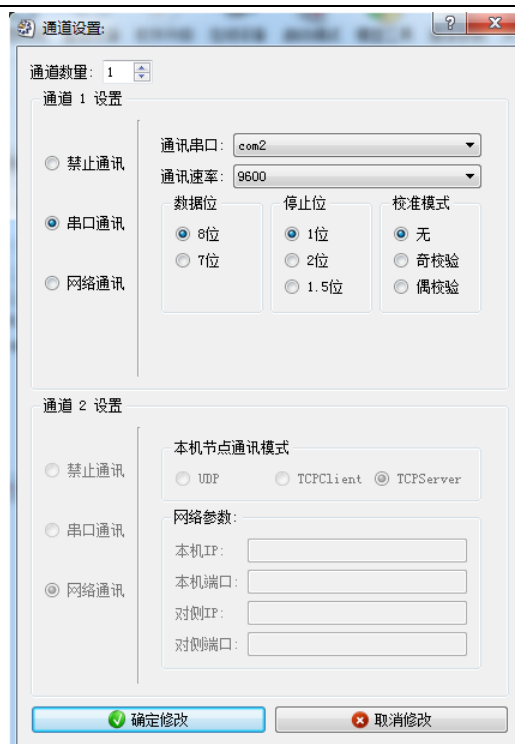 通道设置:
通道数量: 1
通道 1 设置
禁止通讯
串口通讯
网络通讯
通讯串口: com2
通讯速率: 9600
数据位
8位
7位
停止位
1位
2位
1.5位
校准模式
无
奇校验
偶校验
通道 2 设置
禁止通讯
串口通讯
网络通讯
本机节点通讯模式
UDP TCPClient TCPServer
网络参数:
本机IP:
本机端口:
对侧IP:
对侧端口:
确定修改 取消修改